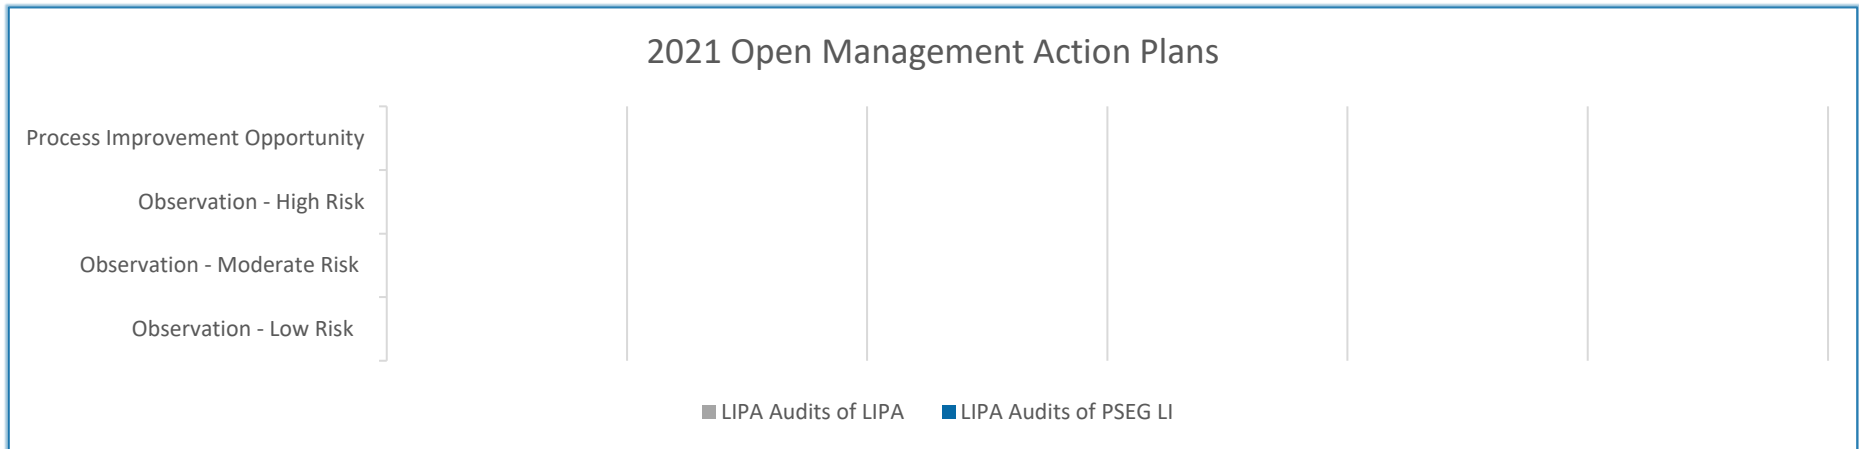 2021 Open Management Action Plans
Process Improvement Opportunity
Observation - High Risk
Observation - Moderate Risk
Observation - Low Risk
LIPA Audits of LIPA
LIPA Audits of PSEG LI